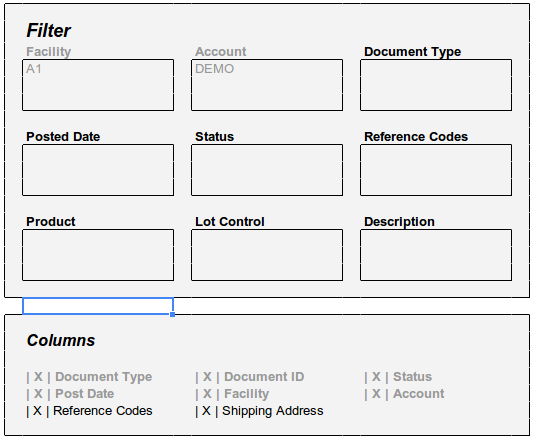 Filter
Facility Account Document Type
A1 DEMO
Posted Date Status Reference Codes
Product Lot Control Description
Columns
| X | Document Type | X | Document ID | X | Status
| X | Post Date | X | Facility | X | Account
| X | Reference Codes | X | Shipping Address